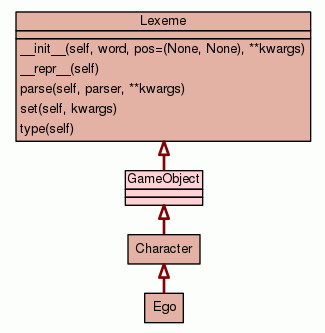 Lexeme
__init__(self, word, pos=(None, None), **kwargs)
__repr__(self)
parse(self, parser, **kwargs)
set(self, kwargs)
type(self)
GameObject
Character
Ego